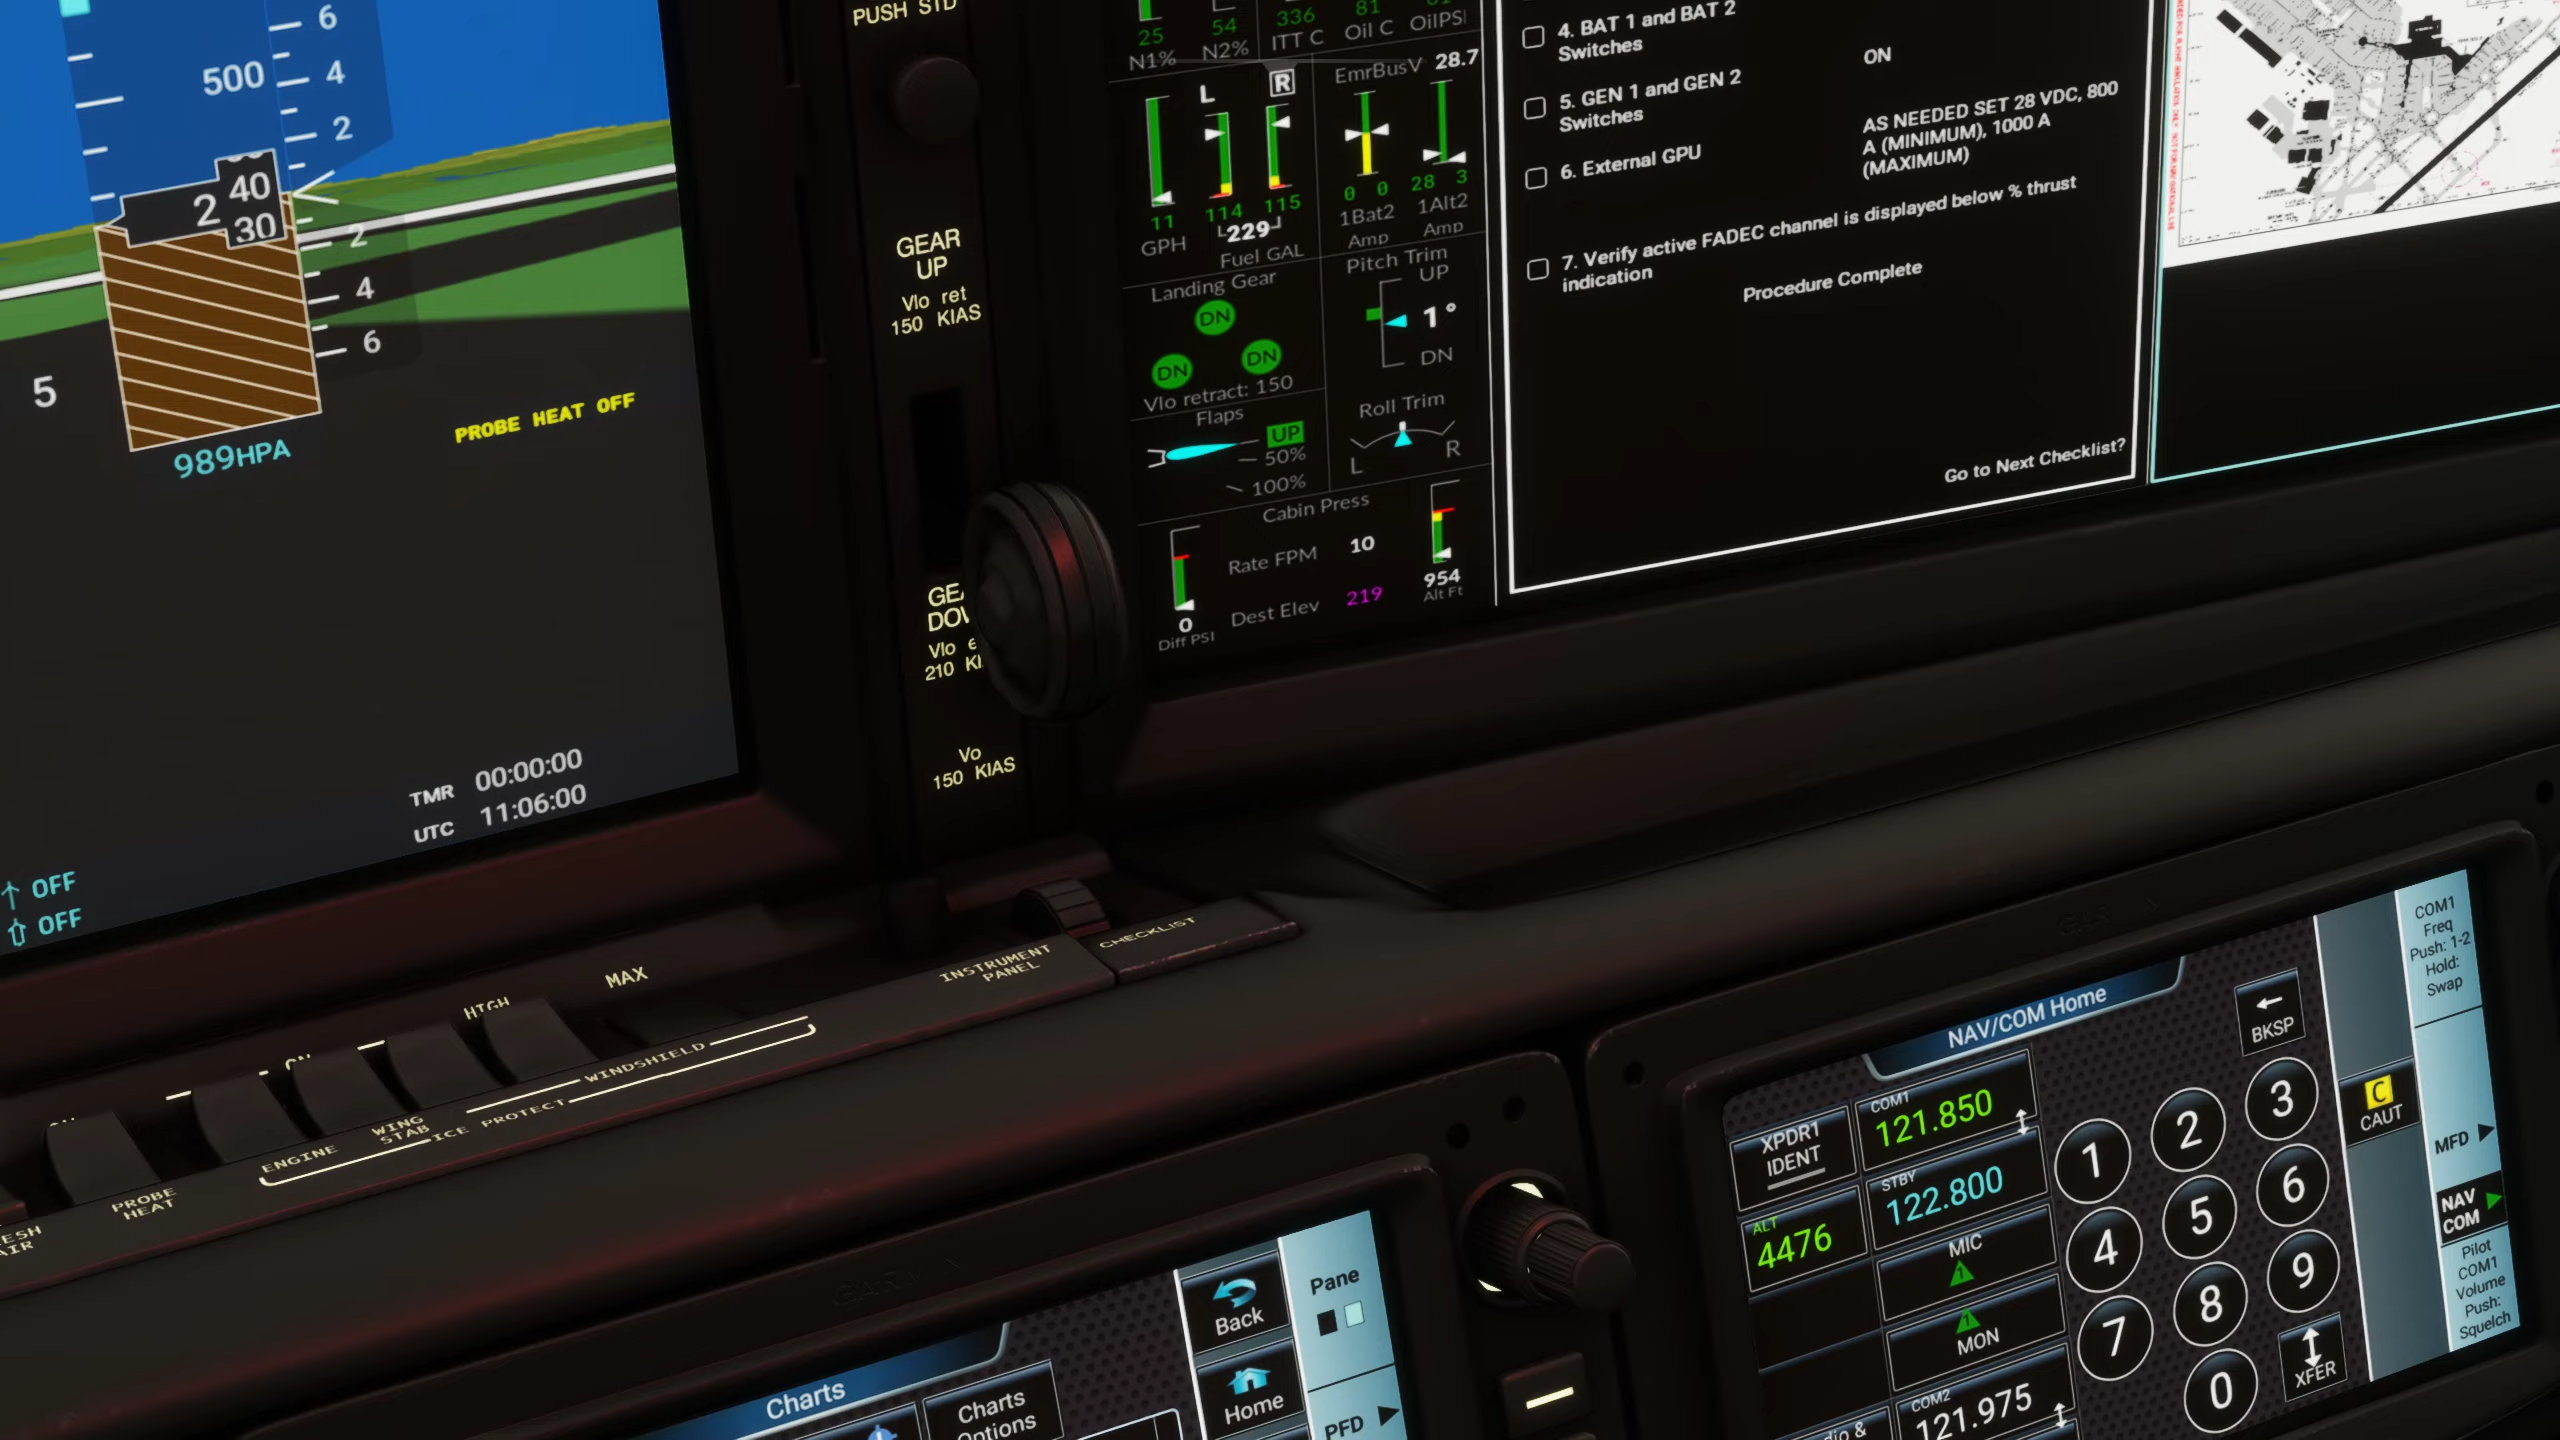 6
500
4
2
2
40
30
2
4
6
5
989HPA
PROBE HEAT OFF
TMR 00:00:00
UTC 11:06:00
↑ OFF
⇧ OFF
PUSH STD
GEAR
UP
Vlo ret
150 KIAS
210
Vo
150 KIAS
25
N1%
54
N2%
336
ITT C
81
Oil C
EmrBusV 28.7
L
R
11
GPH
114
115
229
Fuel GAL
0 0
1Bat2
Amp
28 3
1Alt2
Amp
Landing Gear
DN
DN
DN
Vlo retract: 150
Pitch Trim
UP
1°
DN
Flaps
UP
50%
100%
Roll Trim
L R
Cabin Press
Rate FPM 10
Dest Elev 219
0
Diff PSI
954
Alt Ft
4. BAT 1 and BAT 2
Switches
ON
5. GEN 1 and GEN 2
Switches
AS NEEDED SET 28 VDC, 800
A (MINIMUM), 1000 A
(MAXIMUM)
6. External GPU
7. Verify active FADEC channel is displayed below % thrust
indication
Procedure Complete
Go to Next Checklist?
MAX
HIGH
INSTRUMENT
PANEL
CHECKLIST
WINDSHIELD
ICE PROTECT
WING
STAB
ENGINE
PROBE
HEAT
AIR
GARMIN
Charts
Charts
Options
Back
Home
Pane
PFD
NAV/COM Home
XPDR1
IDENT
ALT
4476
COM1
121.850
STBY
122.800
MIC
MON
COM2
121.975
BKSP
1
2
3
4
5
6
7
8
9
0
XFER
C
CAUT
COM1
Freq
Push: 1-2
Hold:
Swap
MFD
NAV
COM
Pilot
COM1
Volume
Push:
Squelch